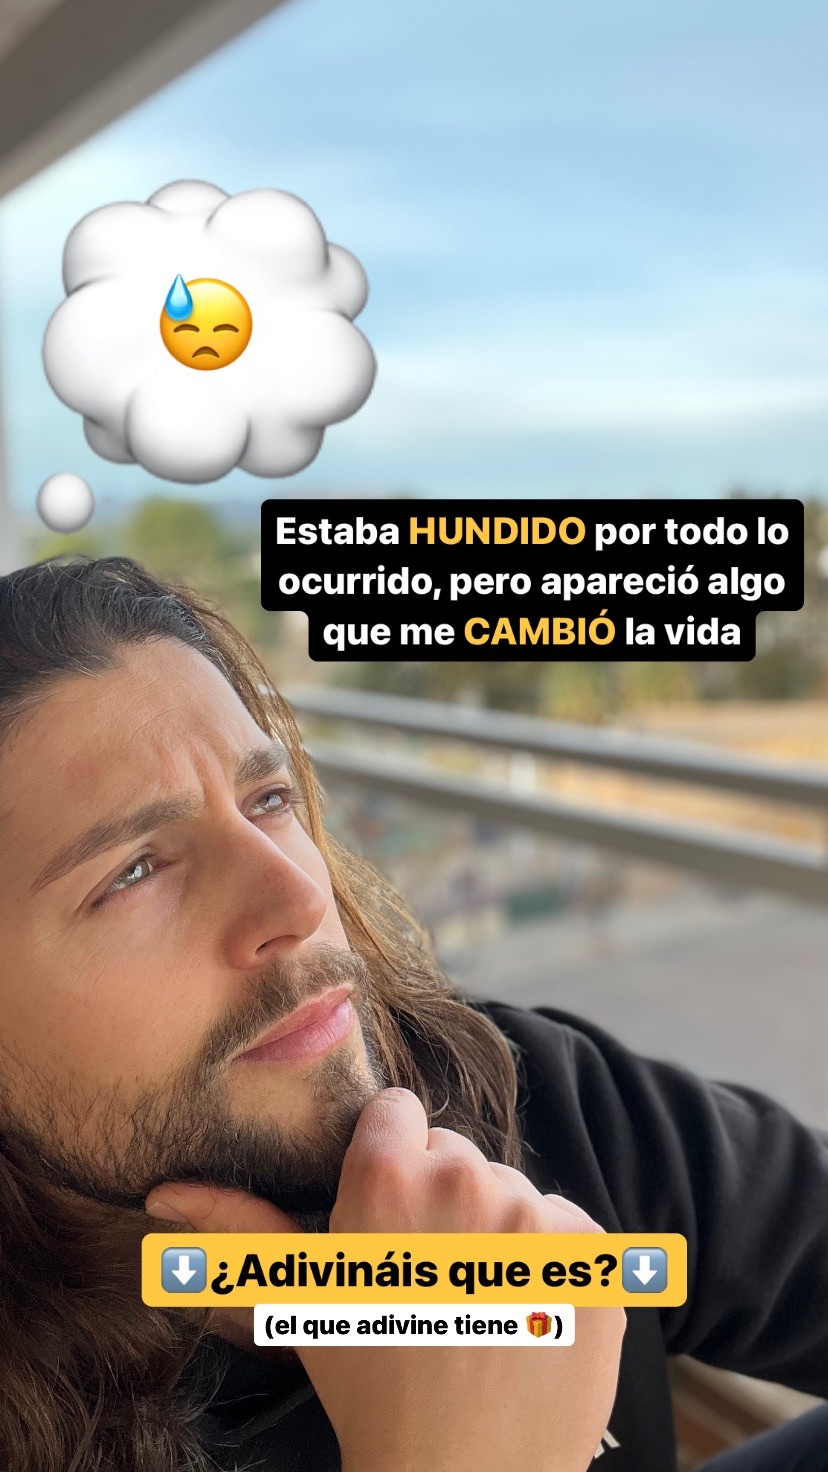 Estaba HUNDIDO por todo lo
ocurrido, pero apareció algo
que me CAMBIÓ la vida
⬇️¿Adivináis que es?⬇️
(el que adivine tiene 🎁)